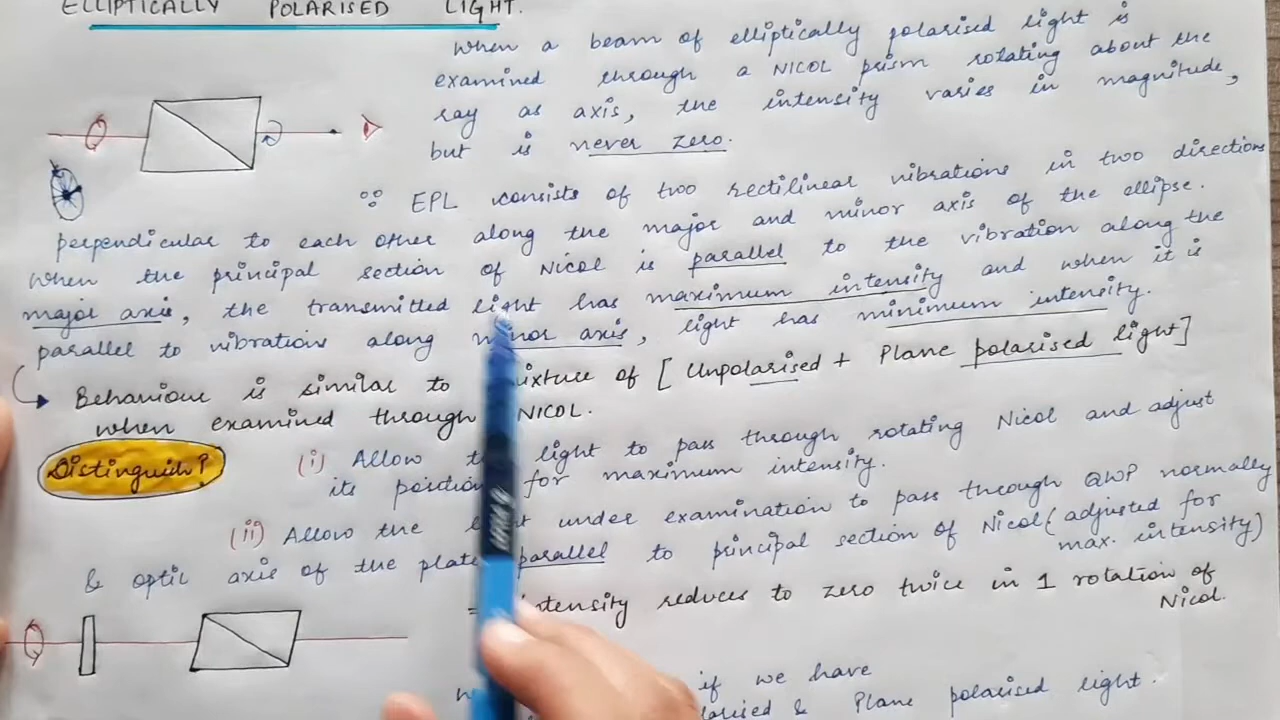 ELLIPTICALLY POLARISED LIGHT.
When a beam of elliptically polarised light is
examined through a NICOL prism rotating about the
ray as axis, the intensity varies in magnitude,
but is never zero.
∵ EPL consists of two rectilinear vibrations in two directions
perpendicular to each other along the major and minor axis of the ellipse.
When the principal section of Nicol is parallel to the vibration along the
major axis, the transmitted light has maximum intensity and when it is
parallel to vibrations along minor axis, light has minimum intensity.
Behaviour is similar to mixture of [Unpolarised + Plane polarised light]
when examined through NICOL.
Distinguish?
(i) Allow light to pass through rotating Nicol and adjust
its position for maximum intensity.
(ii) Allow the under examination to pass through QWP normally
& optic axis of the plate parallel to principal section of Nicol (adjusted for
max. intensity)
intensity reduces to zero twice in 1 rotation of
Nicol.
if we have
& Plane polarised light.